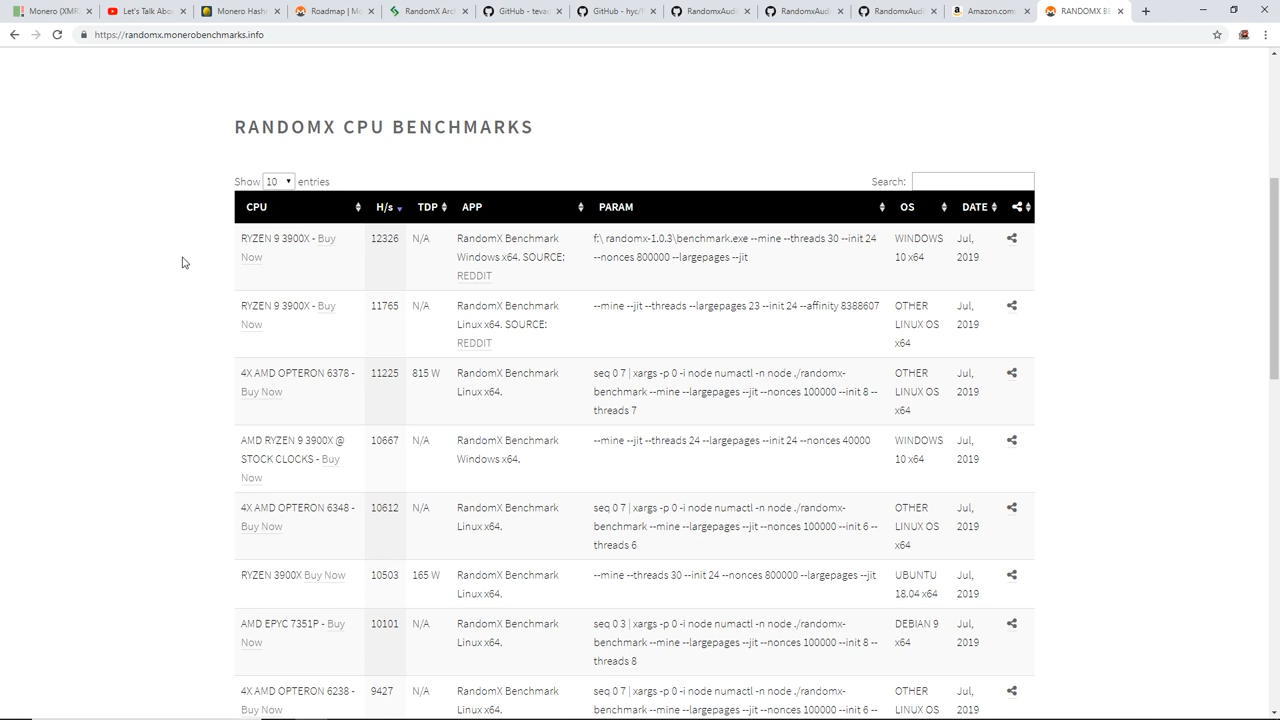 Monero (XMR
Let's Talk Abo
Monero Hash
Roadmap | Mo
RandomX Arc
GitHub - tevac
GitHub - hyc/
RandomxAudi
RandomxAudi
RandomxAudi
Amazon.com:
RANDOMX BE
https://randomx.monerobenchmarks.info
RANDOMX CPU BENCHMARKS
Show 10 entries
Search:
CPU H/s TDP APP PARAM OS DATE
RYZEN 9 3900X - Buy 12326 N/A RandomX Benchmark f:\ randomx-1.0.3\benchmark.exe --mine --threads 30 --init 24 WINDOWS Jul,
Now Windows x64. SOURCE: --nonces 800000 --largepages --jit 10 x64 2019
REDDIT
RYZEN 9 3900X - Buy 11765 N/A RandomX Benchmark --mine --jit --threads --largepages 23 --init 24 --affinity 8388607 OTHER Jul,
Now Linux x64. SOURCE: LINUX OS 2019
REDDIT x64
4X AMD OPTERON 6378 - 11225 815 W RandomX Benchmark seq 0 7 | xargs -p 0 -i node numactl -n node ./randomx- OTHER Jul,
Buy Now Linux x64. benchmark --mine --largepages --jit --nonces 100000 --init 8 -- LINUX OS 2019
threads 7 x64
AMD RYZEN 9 3900X @ 10667 N/A RandomX Benchmark --mine --jit --threads 24 --largepages --init 24 --nonces 40000 WINDOWS Jul,
STOCK CLOCKS - Buy Windows x64. 10 x64 2019
Now
4X AMD OPTERON 6348 - 10612 N/A RandomX Benchmark seq 0 7 | xargs -p 0 -i node numactl -n node ./randomx- OTHER Jul,
Buy Now Linux x64. benchmark --mine --largepages --jit --nonces 100000 --init 6 -- LINUX OS 2019
threads 6 x64
RYZEN 3900X Buy Now 10503 165 W RandomX Benchmark --mine --threads 30 --init 24 --nonces 800000 --largepages --jit UBUNTU Jul,
Linux x64. 18.04 x64 2019
AMD EPYC 7351P - Buy 10101 N/A RandomX Benchmark seq 0 3 | xargs -p 0 -i node numactl -n node ./randomx- DEBIAN 9 Jul,
Now Linux x64. benchmark --mine --largepages --jit --nonces 100000 --init 8 -- x64 2019
threads 8
4X AMD OPTERON 6238 - 9427 N/A RandomX Benchmark seq 0 7 | xargs -p 0 -i node numactl -n node ./randomx- OTHER Jul,
Buy Now Linux x64. benchmark --mine --largepages --jit --nonces 100000 --init 6 -- LINUX OS 2019